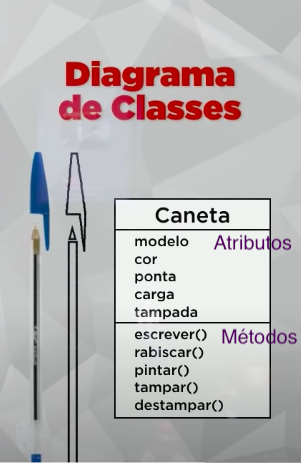 Diagrama
de Classes
Caneta
modelo Atributos
cor
ponta
carga
tampada
escrever() Métodos
rabiscar()
pintar()
tampar()
destampar()